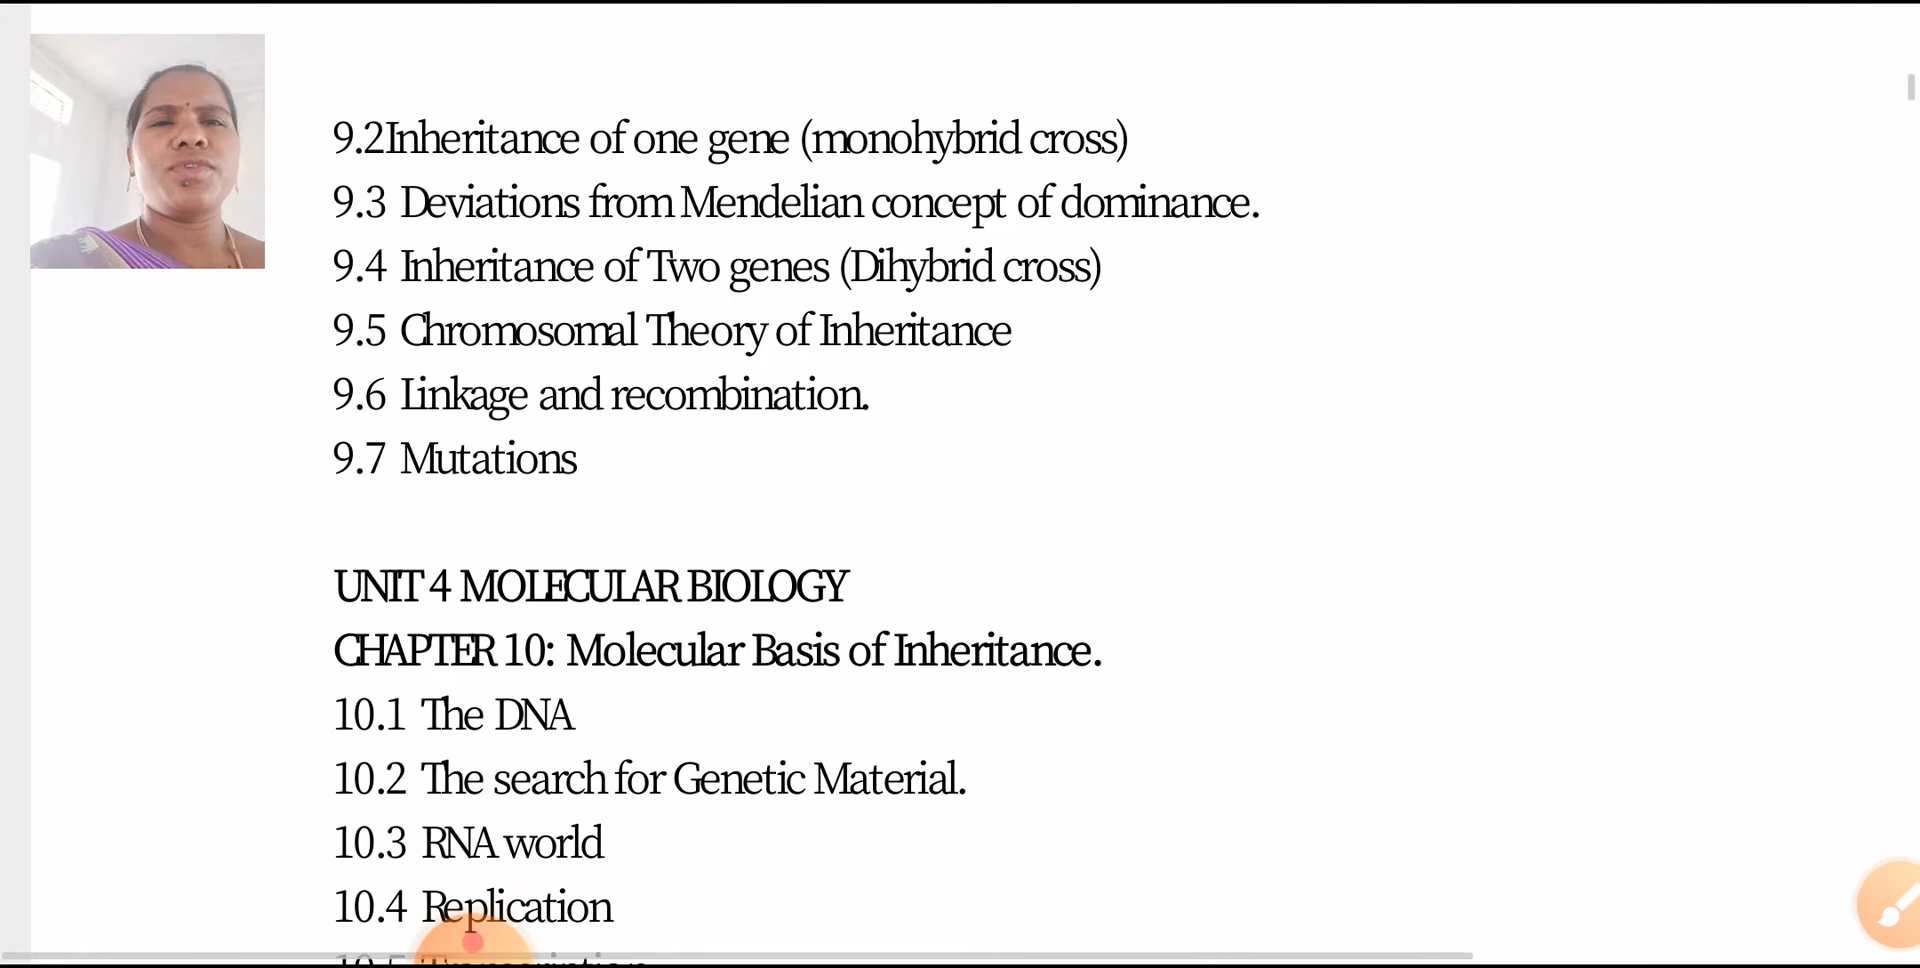 9.2Inheritance of one gene (monohybrid cross)
9.3 Deviations from Mendelian concept of dominance.
9.4 Inheritance of Two genes (Dihybrid cross)
9.5 Chromosomal Theory of Inheritance
9.6 Linkage and recombination.
9.7 Mutations
UNIT 4 MOLECULAR BIOLOGY
CHAPTER 10: Molecular Basis of Inheritance.
10.1 The DNA
10.2 The search for Genetic Material.
10.3 RNA world
10.4 Replication